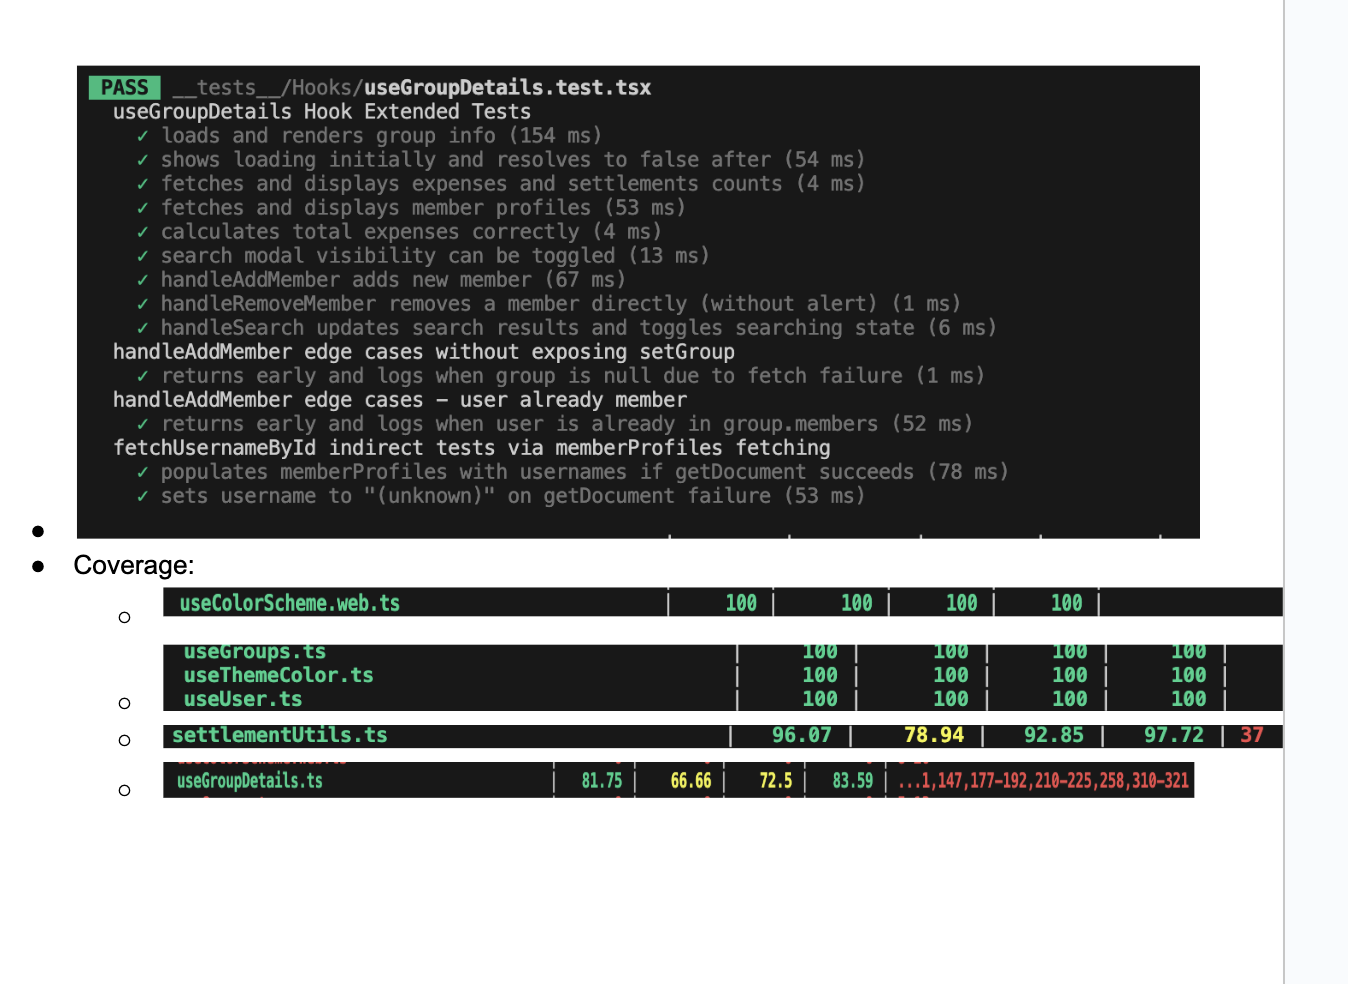 PASS __tests__/Hooks/useGroupDetails.test.tsx
useGroupDetails Hook Extended Tests
✓ loads and renders group info (154 ms)
✓ shows loading initially and resolves to false after (54 ms)
✓ fetches and displays expenses and settlements counts (4 ms)
✓ fetches and displays member profiles (53 ms)
✓ calculates total expenses correctly (4 ms)
✓ search modal visibility can be toggled (13 ms)
✓ handleAddMember adds new member (67 ms)
✓ handleRemoveMember removes a member directly (without alert) (1 ms)
✓ handleSearch updates search results and toggles searching state (6 ms)
handleAddMember edge cases without exposing setGroup
✓ returns early and logs when group is null due to fetch failure (1 ms)
handleAddMember edge cases – user already member
✓ returns early and logs when user is already in group.members (52 ms)
fetchUsernameById indirect tests via memberProfiles fetching
✓ populates memberProfiles with usernames if getDocument succeeds (78 ms)
✓ sets username to "(unknown)" on getDocument failure (53 ms)
Coverage:
useColorScheme.web.ts | 100 | 100 | 100 | 100 |
useGroups.ts | 100 | 100 | 100 | 100 |
useThemeColor.ts | 100 | 100 | 100 | 100 |
useUser.ts | 100 | 100 | 100 | 100 |
settlementUtils.ts | 96.07 | 78.94 | 92.85 | 97.72 | 37
useGroupDetails.ts | 81.75 | 66.66 | 72.5 | 83.59 | ...1,147,177-192,210-225,258,310-321